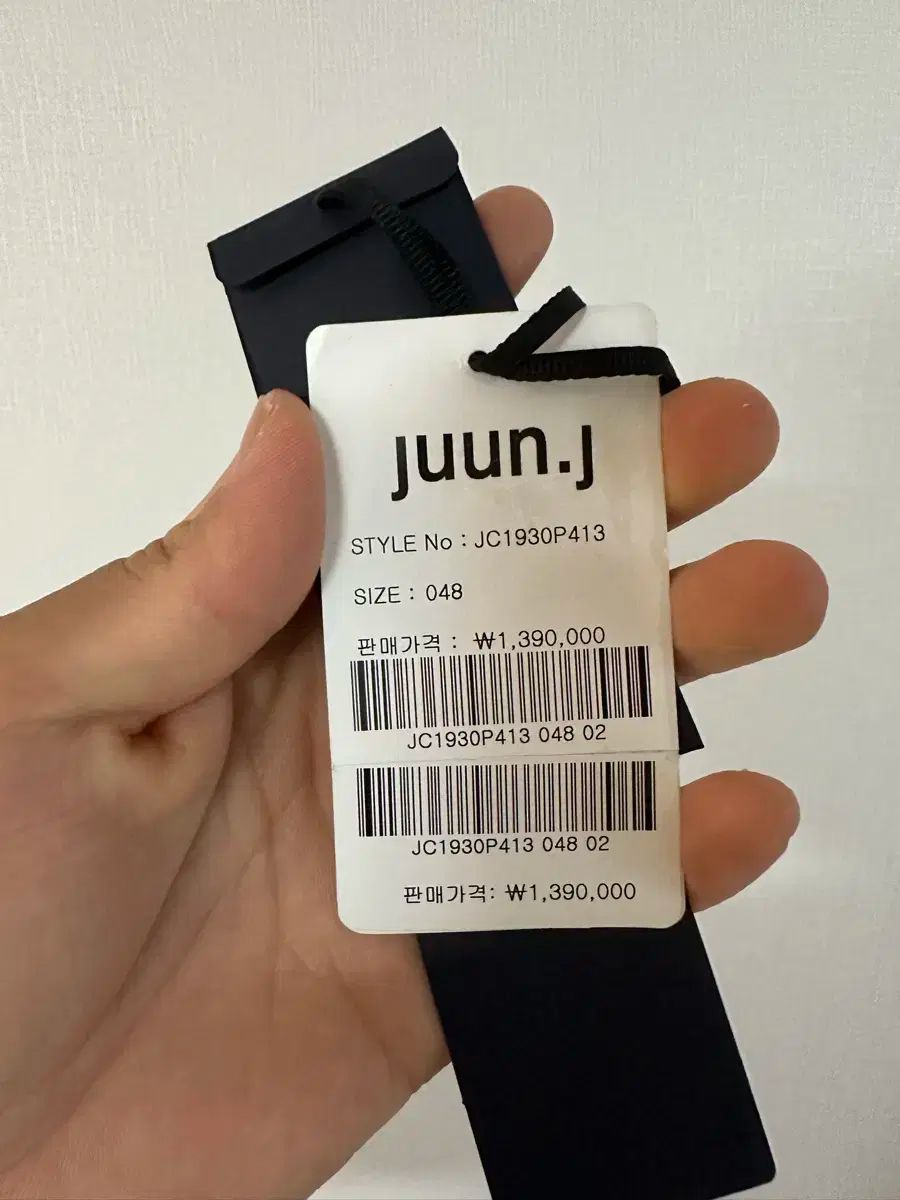 juun.j
STYLE No : JC1930P413
SIZE : 048
판매가격 : ₩1,390,000
JC1930P413 048 02
JC1930P413 048 02
판매가격: ₩1,390,000